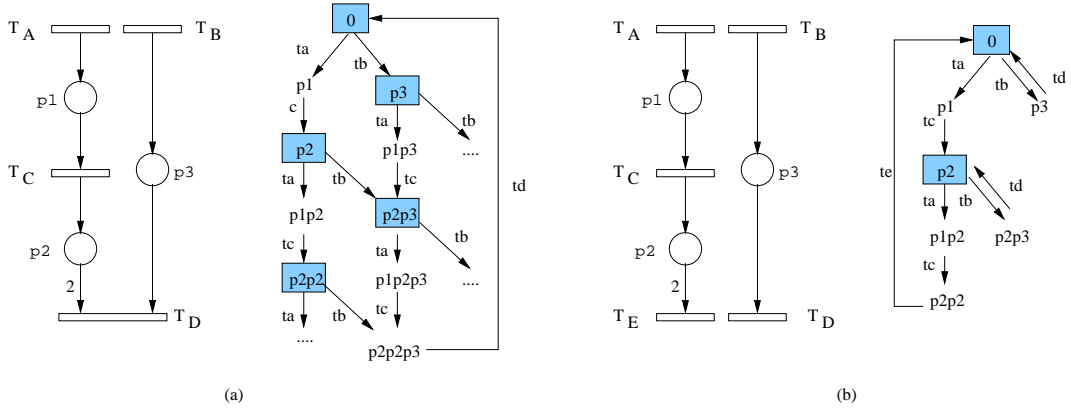 T A
T B
p1
T C
p3
p2
2
T D
0
ta
tb
p1
p3
c
ta
tb
p2
p1p3
....
ta
tb
tc
td
p1p2
p2p3
tc
ta
tb
p2p2
p1p2p3
....
ta
tb
tc
....
p2p2p3
(a)
T A
T B
p1
T C
p3
p2
2
T E
T D
0
ta
tb
td
p1
p3
tc
te
p2
td
ta
tb
p1p2
p2p3
tc
p2p2
(b)